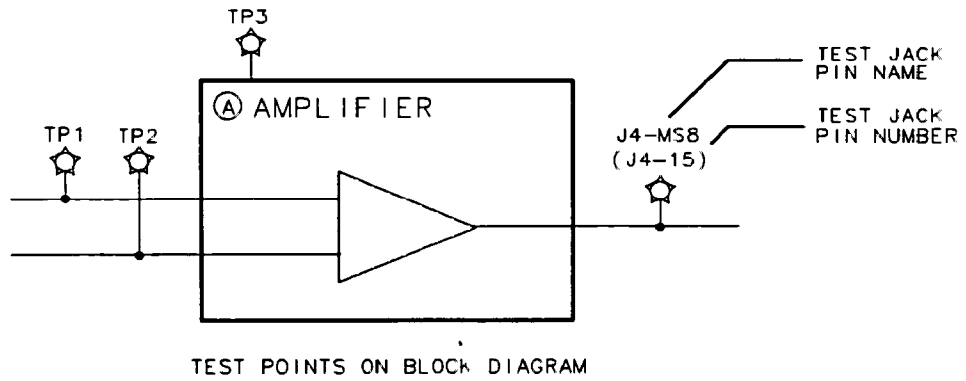 TP3
TEST JACK
PIN NAME
Ⓐ AMPLIFIER
TP1
TP2
J4-MS8
(J4-15)
TEST JACK
PIN NUMBER
TEST POINTS ON BLOCK DIAGRAM